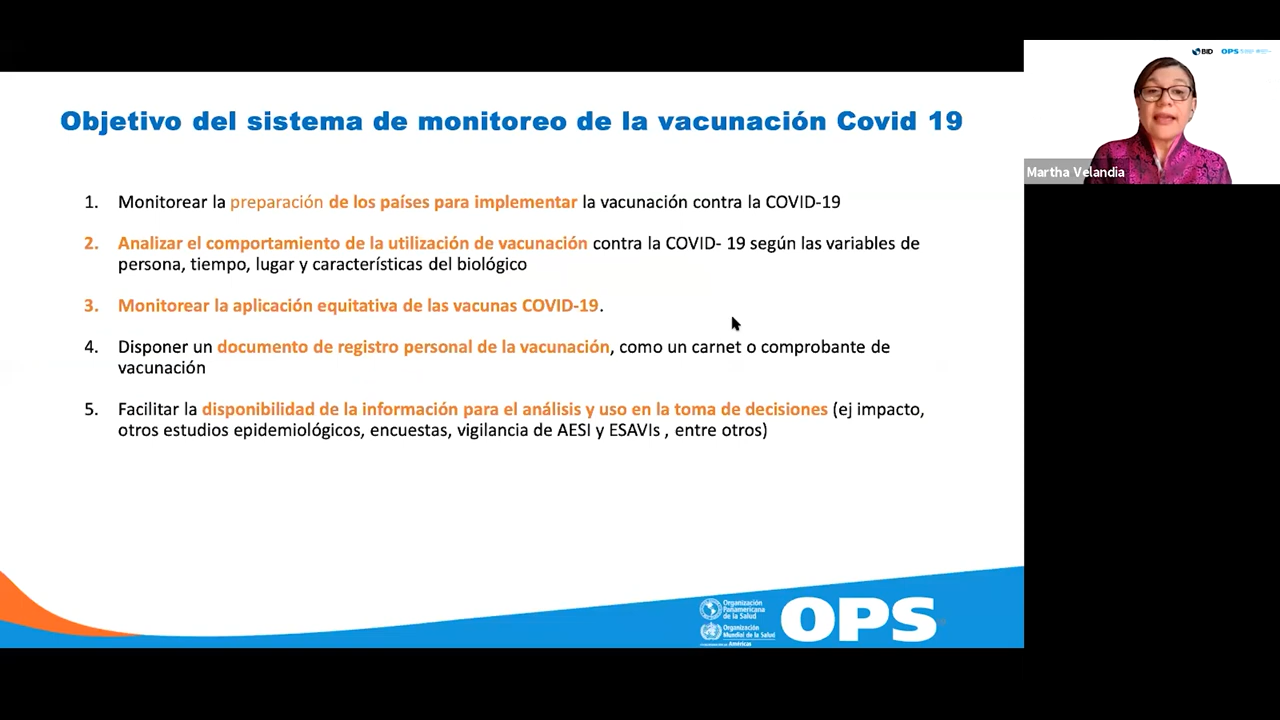 BID OPS
Objetivo del sistema de monitoreo de la vacunación Covid 19
Martha Velandia
1. Monitorear la preparación de los países para implementar la vacunación contra la COVID-19
2. Analizar el comportamiento de la utilización de vacunación contra la COVID- 19 según las variables de
persona, tiempo, lugar y características del biológico
3. Monitorear la aplicación equitativa de las vacunas COVID-19.
4. Disponer un documento de registro personal de la vacunación, como un carnet o comprobante de
vacunación
5. Facilitar la disponibilidad de la información para el análisis y uso en la toma de decisiones (ej impacto,
otros estudios epidemiológicos, encuestas, vigilancia de AESI y ESAVIs , entre otros)
Organización
Panamericana
de la Salud
Organización
Mundial de la Salud
Américas
OPS